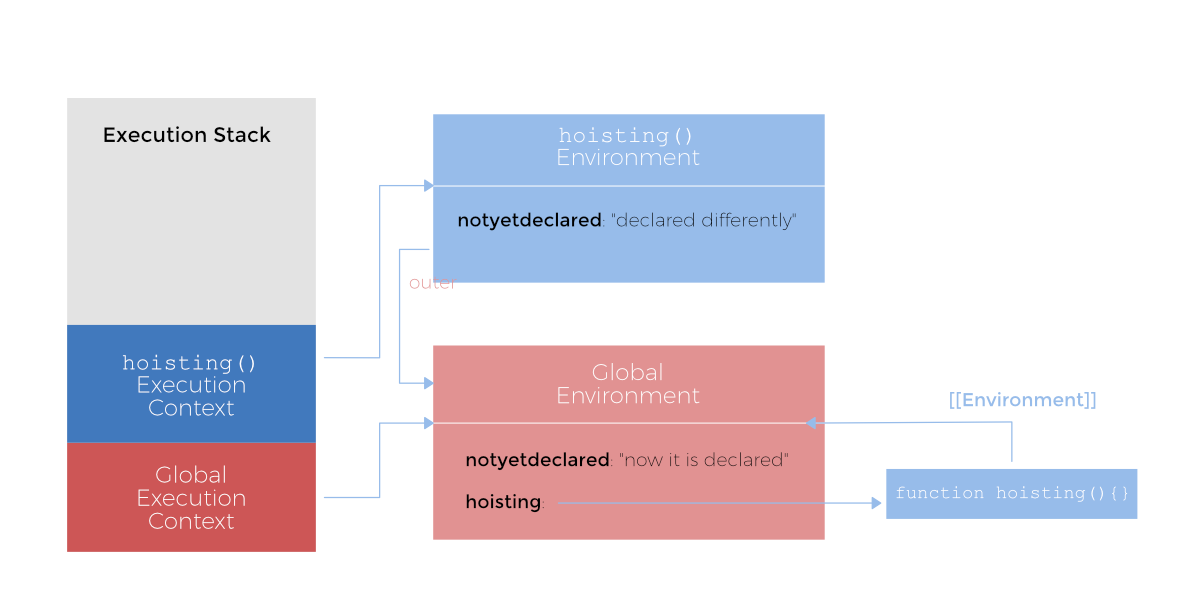 Execution Stack
hoisting()
Execution
Context
Global
Execution
Context
hoisting()
Environment
notyetdeclared: "declared differently"
outer
Global
Environment
notyetdeclared: "now it is declared"
hoisting:
[[Environment]]
function hoisting(){}